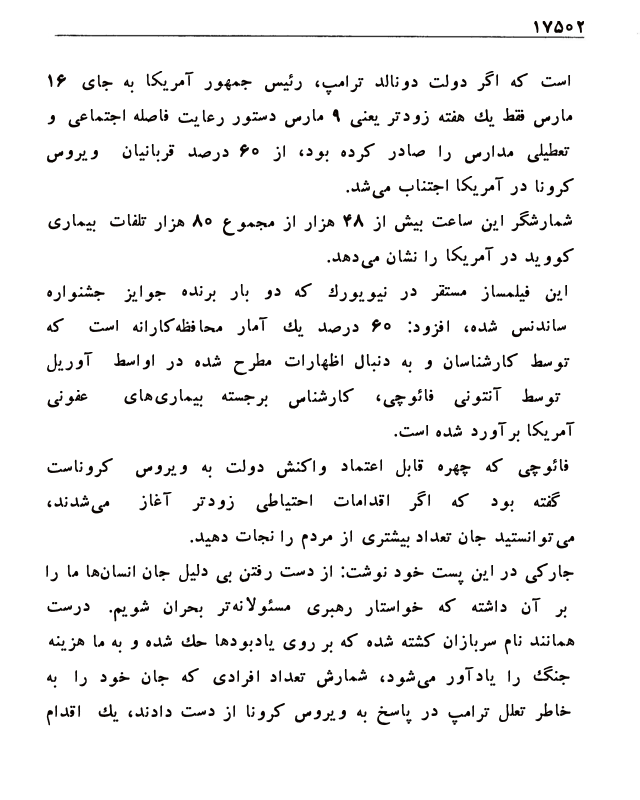 ۱۷۵۰۲
است که اگر دولت دونالد ترامپ، رئیس جمهور آمریکا به جای ۱۶
مارس فقط یك هفته زودتر یعنی ۹ مارس دستور رعایت فاصله اجتماعی و
تعطیلی مدارس را صادر کرده بود، از ۶۰ درصد قربانیان ویروس
کرونا در آمریکا اجتناب می‌شد.
شمارشگر این ساعت بیش از ۴۸ هزار از مجموع ۸۰ هزار تلفات بیماری
کووید در آمریکا را نشان می‌دهد.
این فیلمساز مستقر در نیویورك که دو بار برنده جوایز جشنواره
ساندنس شده، افزود: ۶۰ درصد یك آمار محافظه‌کارانه است که
توسط کارشناسان و به دنبال اظهارات مطرح شده در اواسط آوریل
توسط آنتونی فائوچی، کارشناس برجسته بیماری‌های عفونی
آمریکا برآورد شده است.
فائوچی که چهره قابل اعتماد واکنش دولت به ویروس کروناست
گفته بود که اگر اقدامات احتیاطی زودتر آغاز می‌شدند،
می‌توانستید جان تعداد بیشتری از مردم را نجات دهید.
جارکی در این پست خود نوشت: از دست رفتن بی دلیل جان انسان‌ها ما را
بر آن داشته که خواستار رهبری مسئولانه‌تر بحران شویم. درست
همانند نام سربازان کشته شده که بر روی یادبودها حك شده و به ما هزینه
جنگ را یادآور می‌شود، شمارش تعداد افرادی که جان خود را به
خاطر تعلل ترامپ در پاسخ به ویروس کرونا از دست دادند، یك اقدام